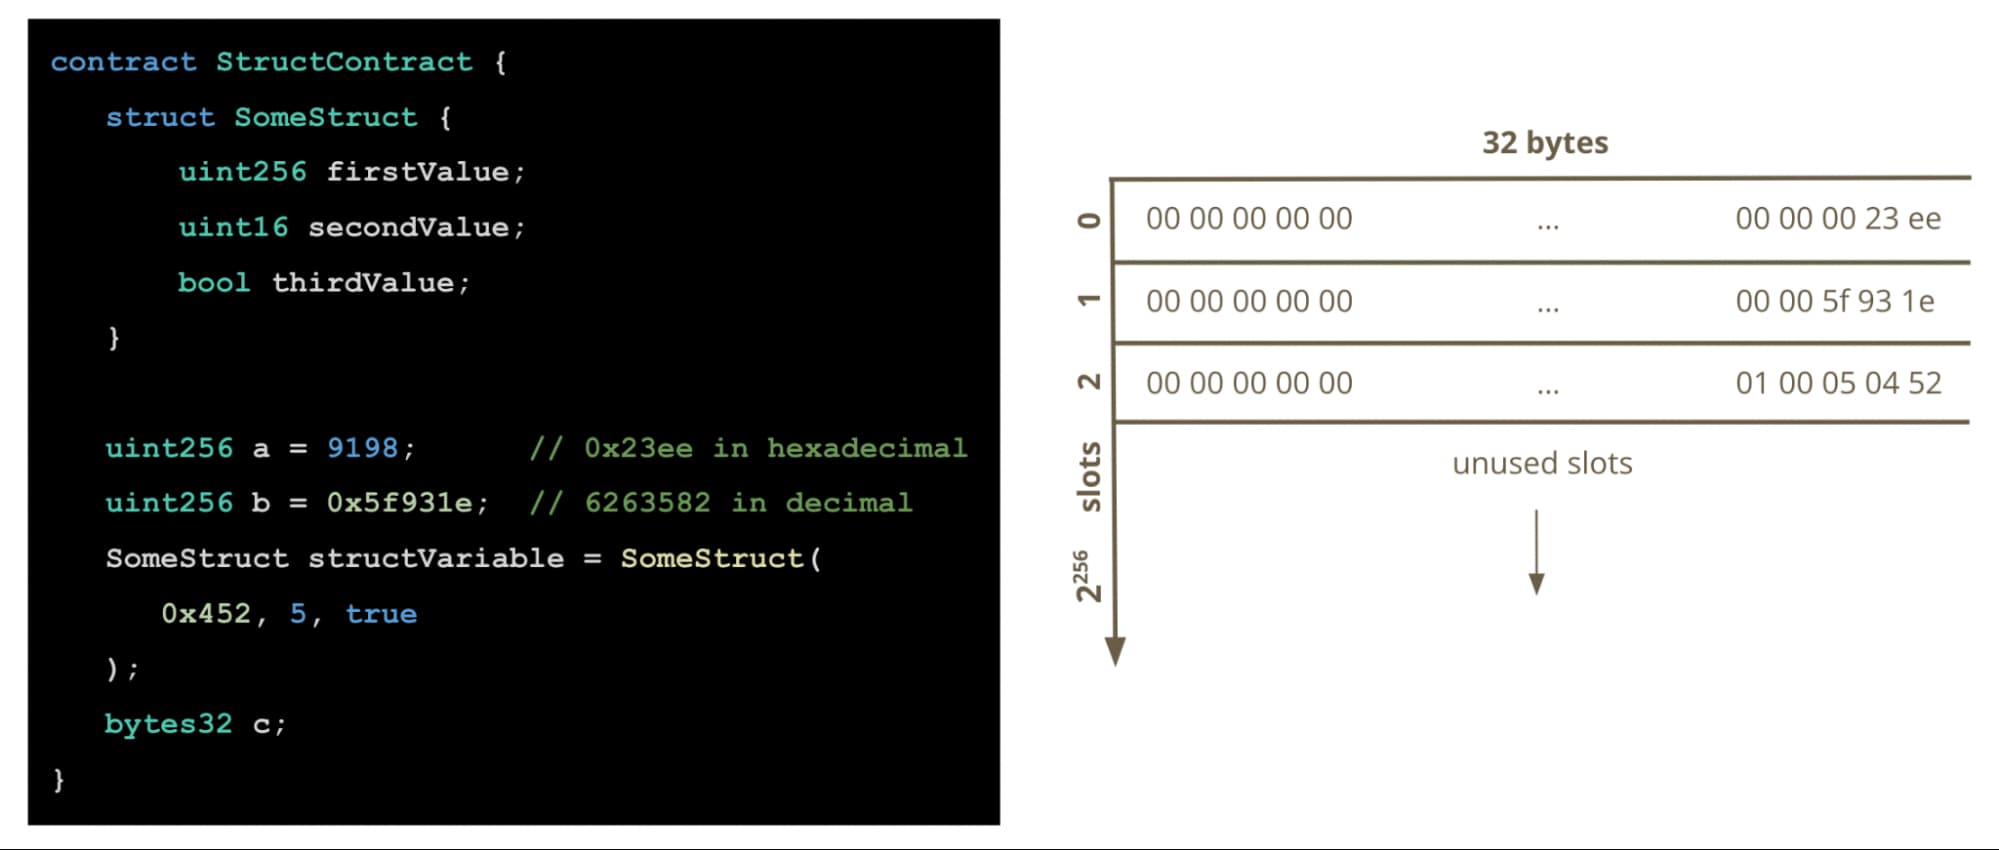 contract StructContract {
struct SomeStruct {
uint256 firstValue;
uint16 secondValue;
bool thirdValue;
}
uint256 a = 9198; // 0x23ee in hexadecimal
uint256 b = 0x5f931e; // 6263582 in decimal
SomeStruct structVariable = SomeStruct(
0x452, 5, true
);
bytes32 c;
}
32 bytes
0 00 00 00 00 00 ... 00 00 00 23 ee
1 00 00 00 00 00 ... 00 00 5f 93 1e
2 00 00 00 00 00 ... 01 00 05 04 52
unused slots
2²⁵⁶ slots